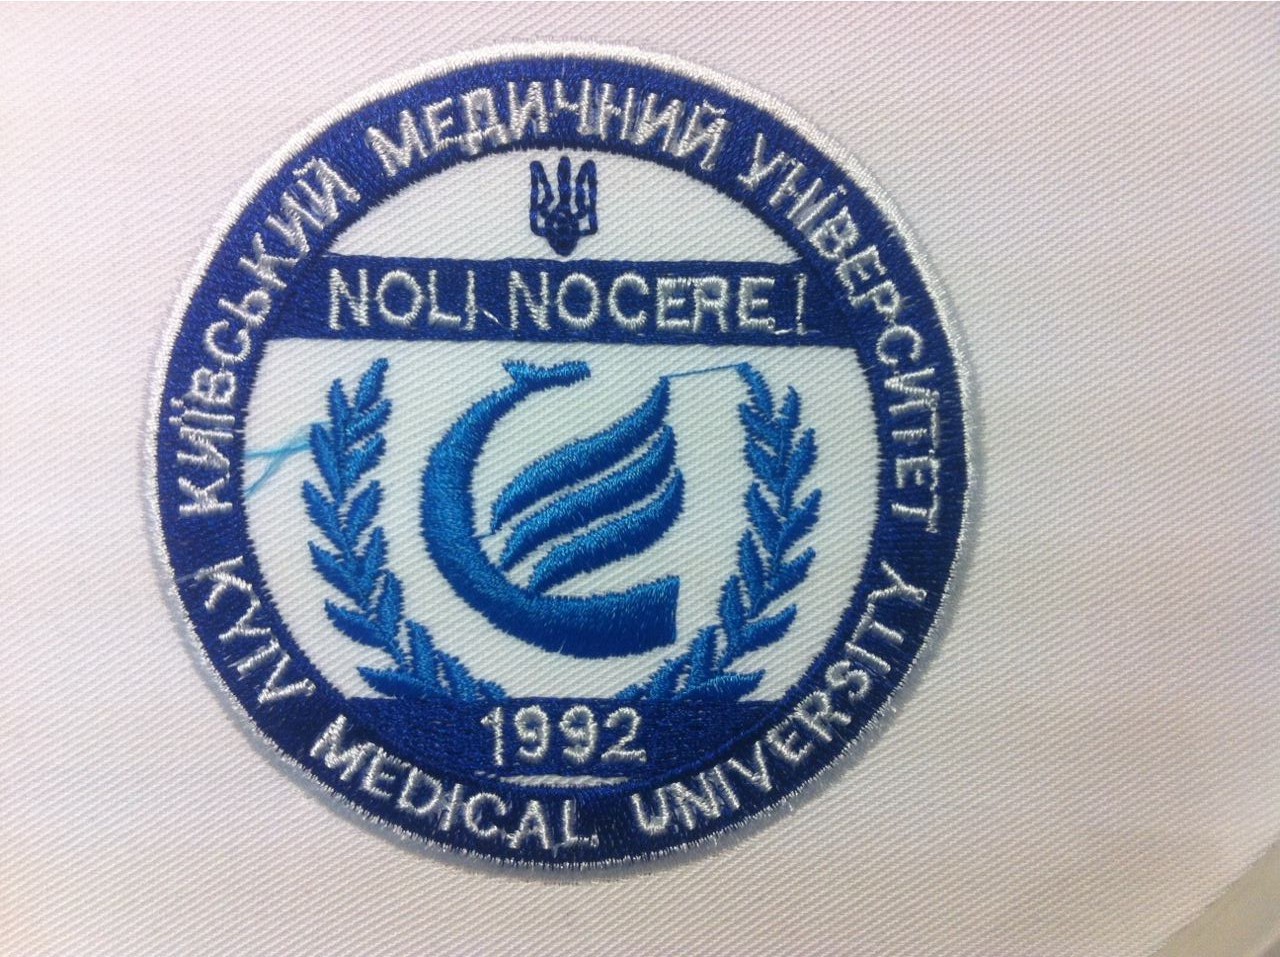 КИЇВСЬКИЙ МЕДИЧНИЙ УНІВЕРСИТЕТ
NOLI NOCERE !
1992
KYIV MEDICAL UNIVERSITY